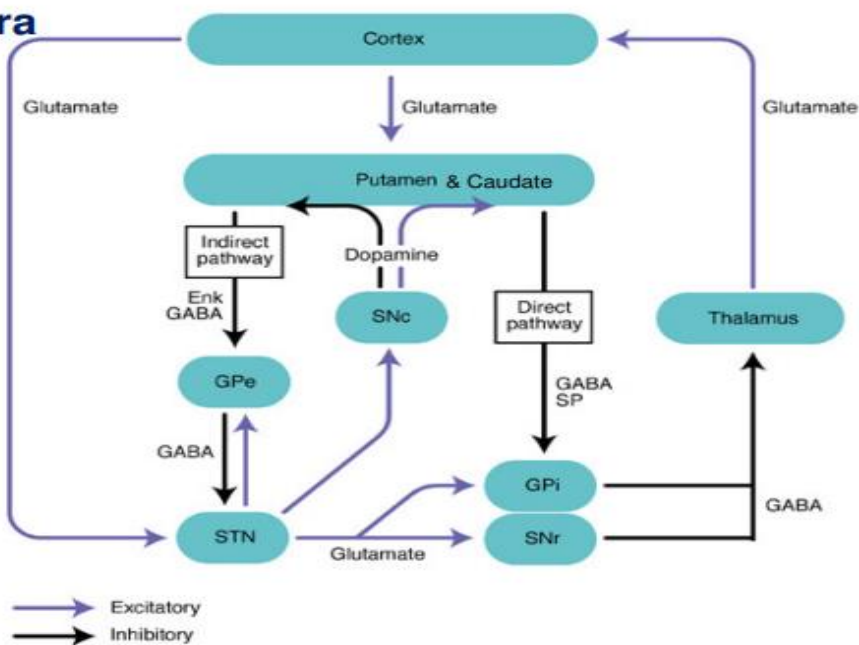 ra
Cortex
Glutamate
Glutamate
Glutamate
Putamen & Caudate
Indirect
pathway
Dopamine
Enk
GABA
SNc
Direct
pathway
Thalamus
GPe
GABA
SP
GABA
GPi
GABA
STN
SNr
Glutamate
Excitatory
Inhibitory